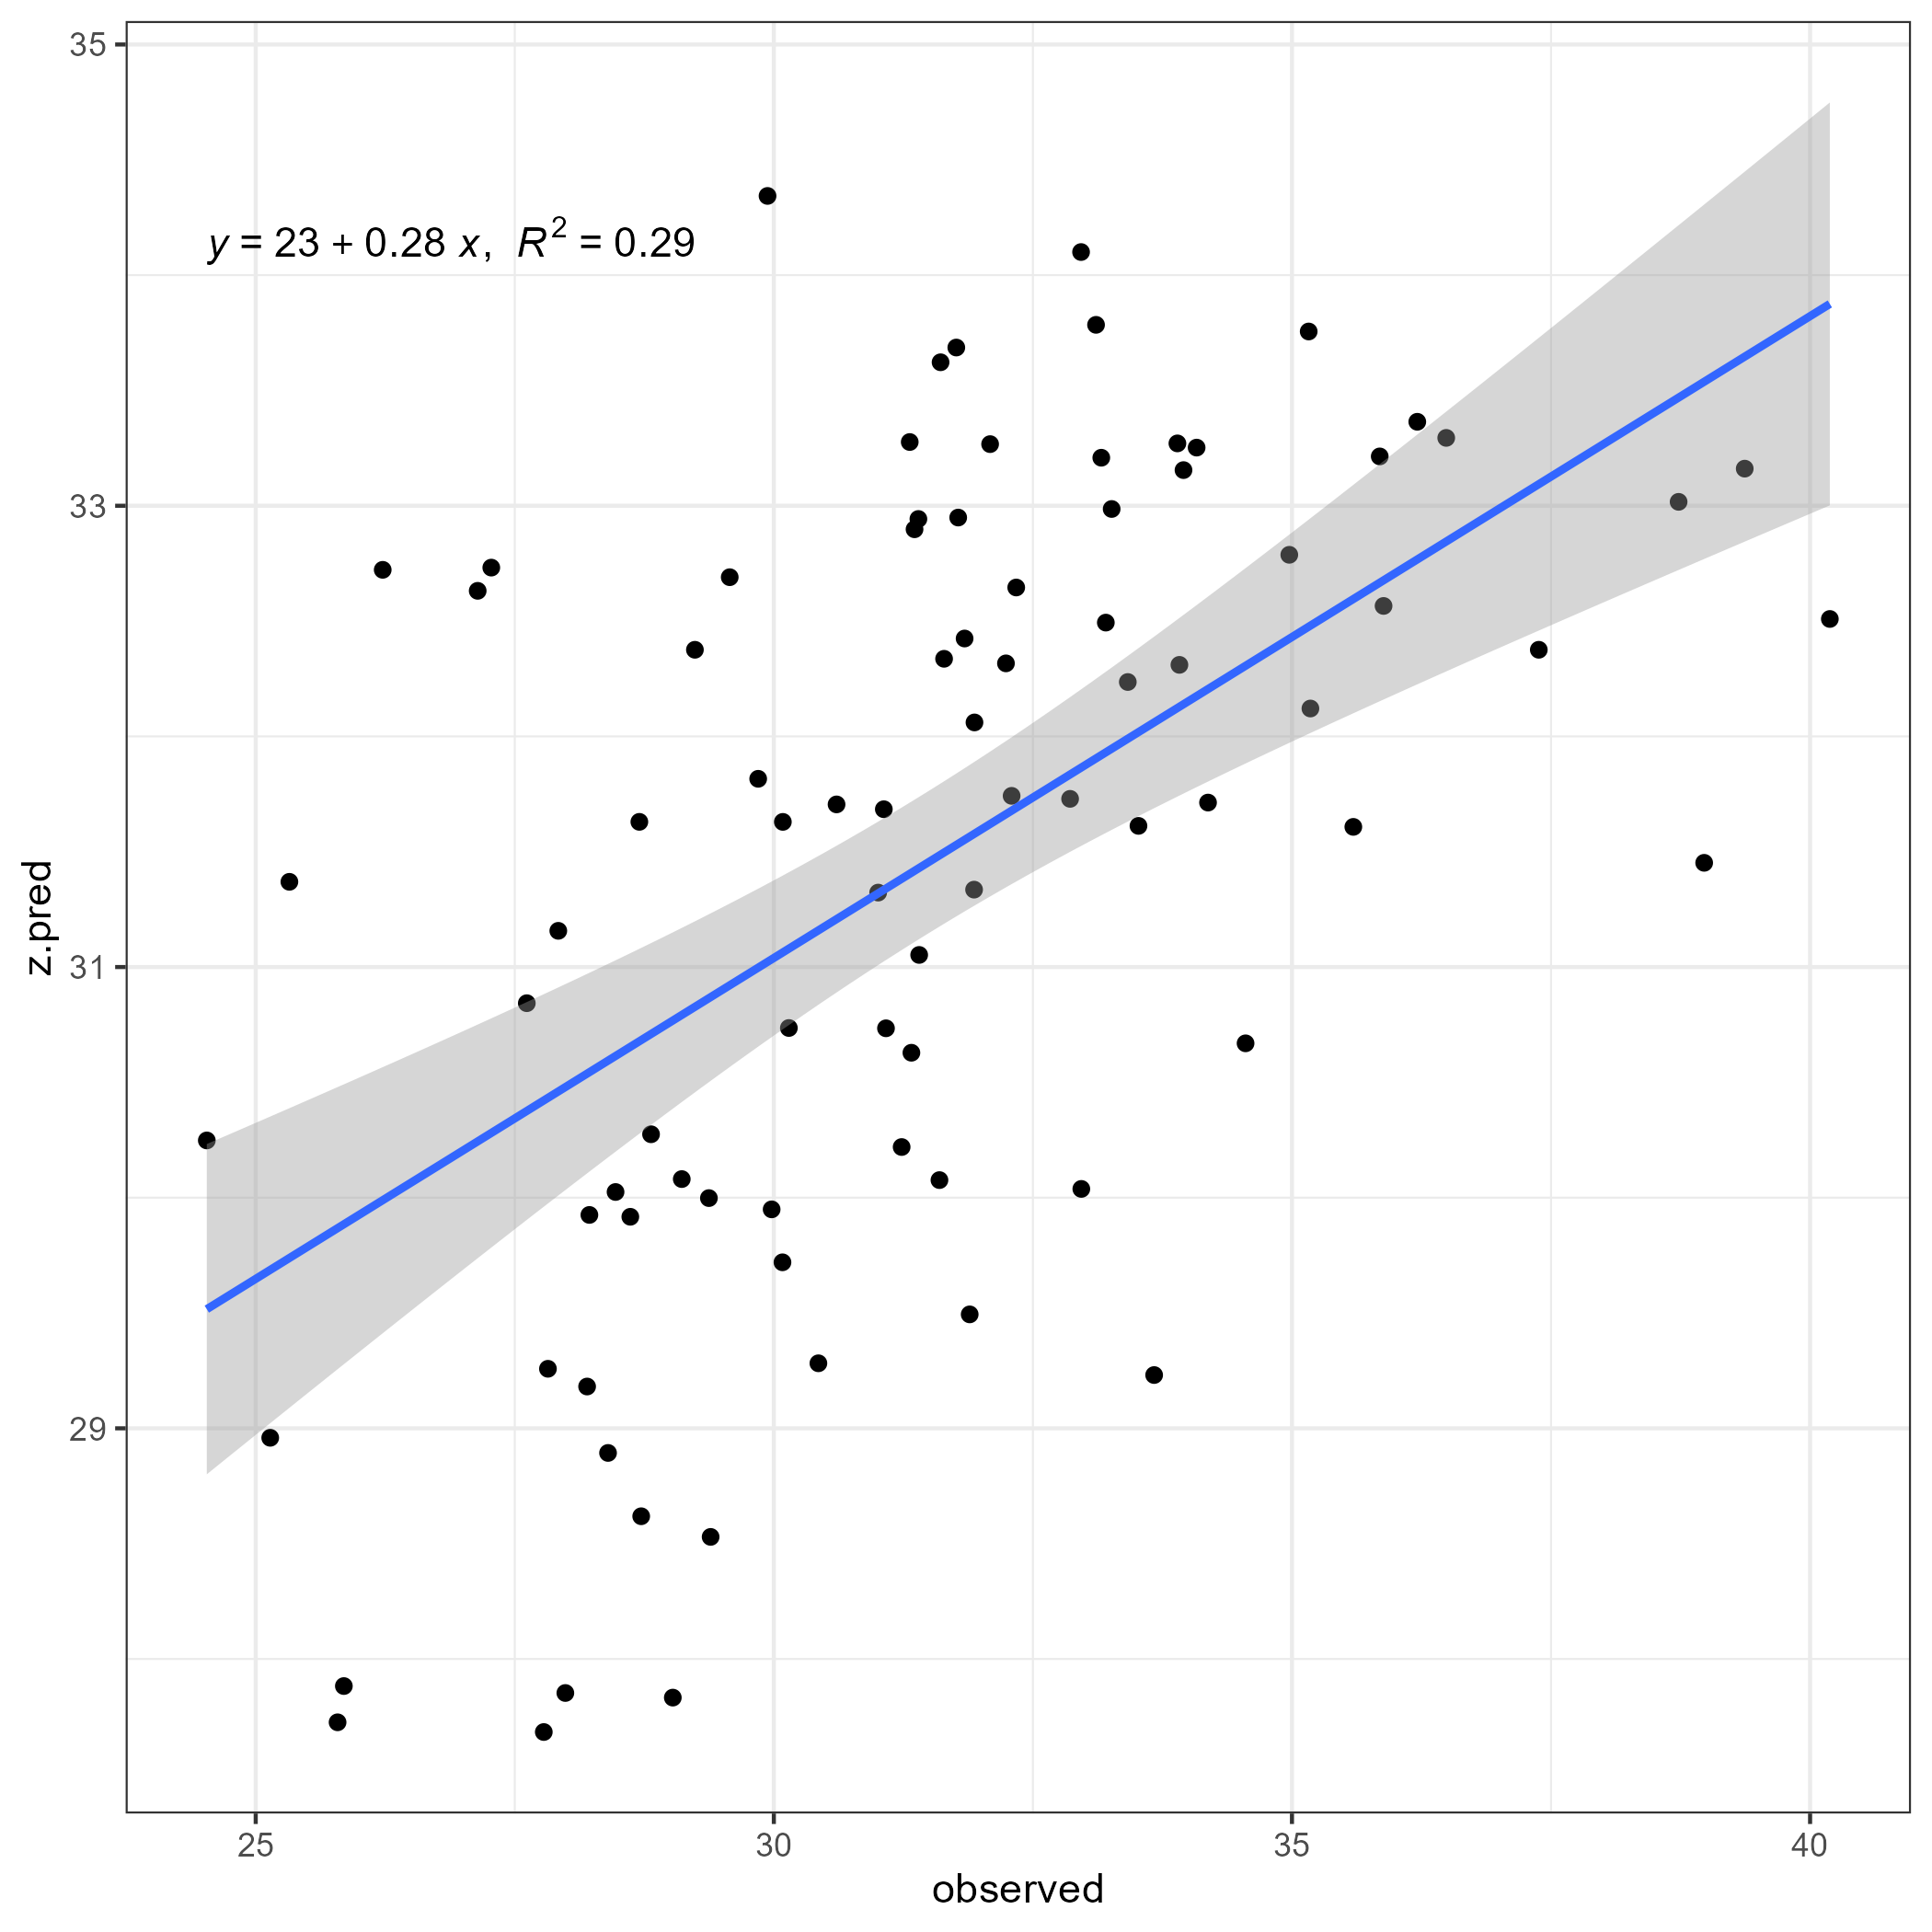 35
y = 23 + 0.28 x, R² = 0.29
33
z.pred
31
29
25 30 35 40
observed